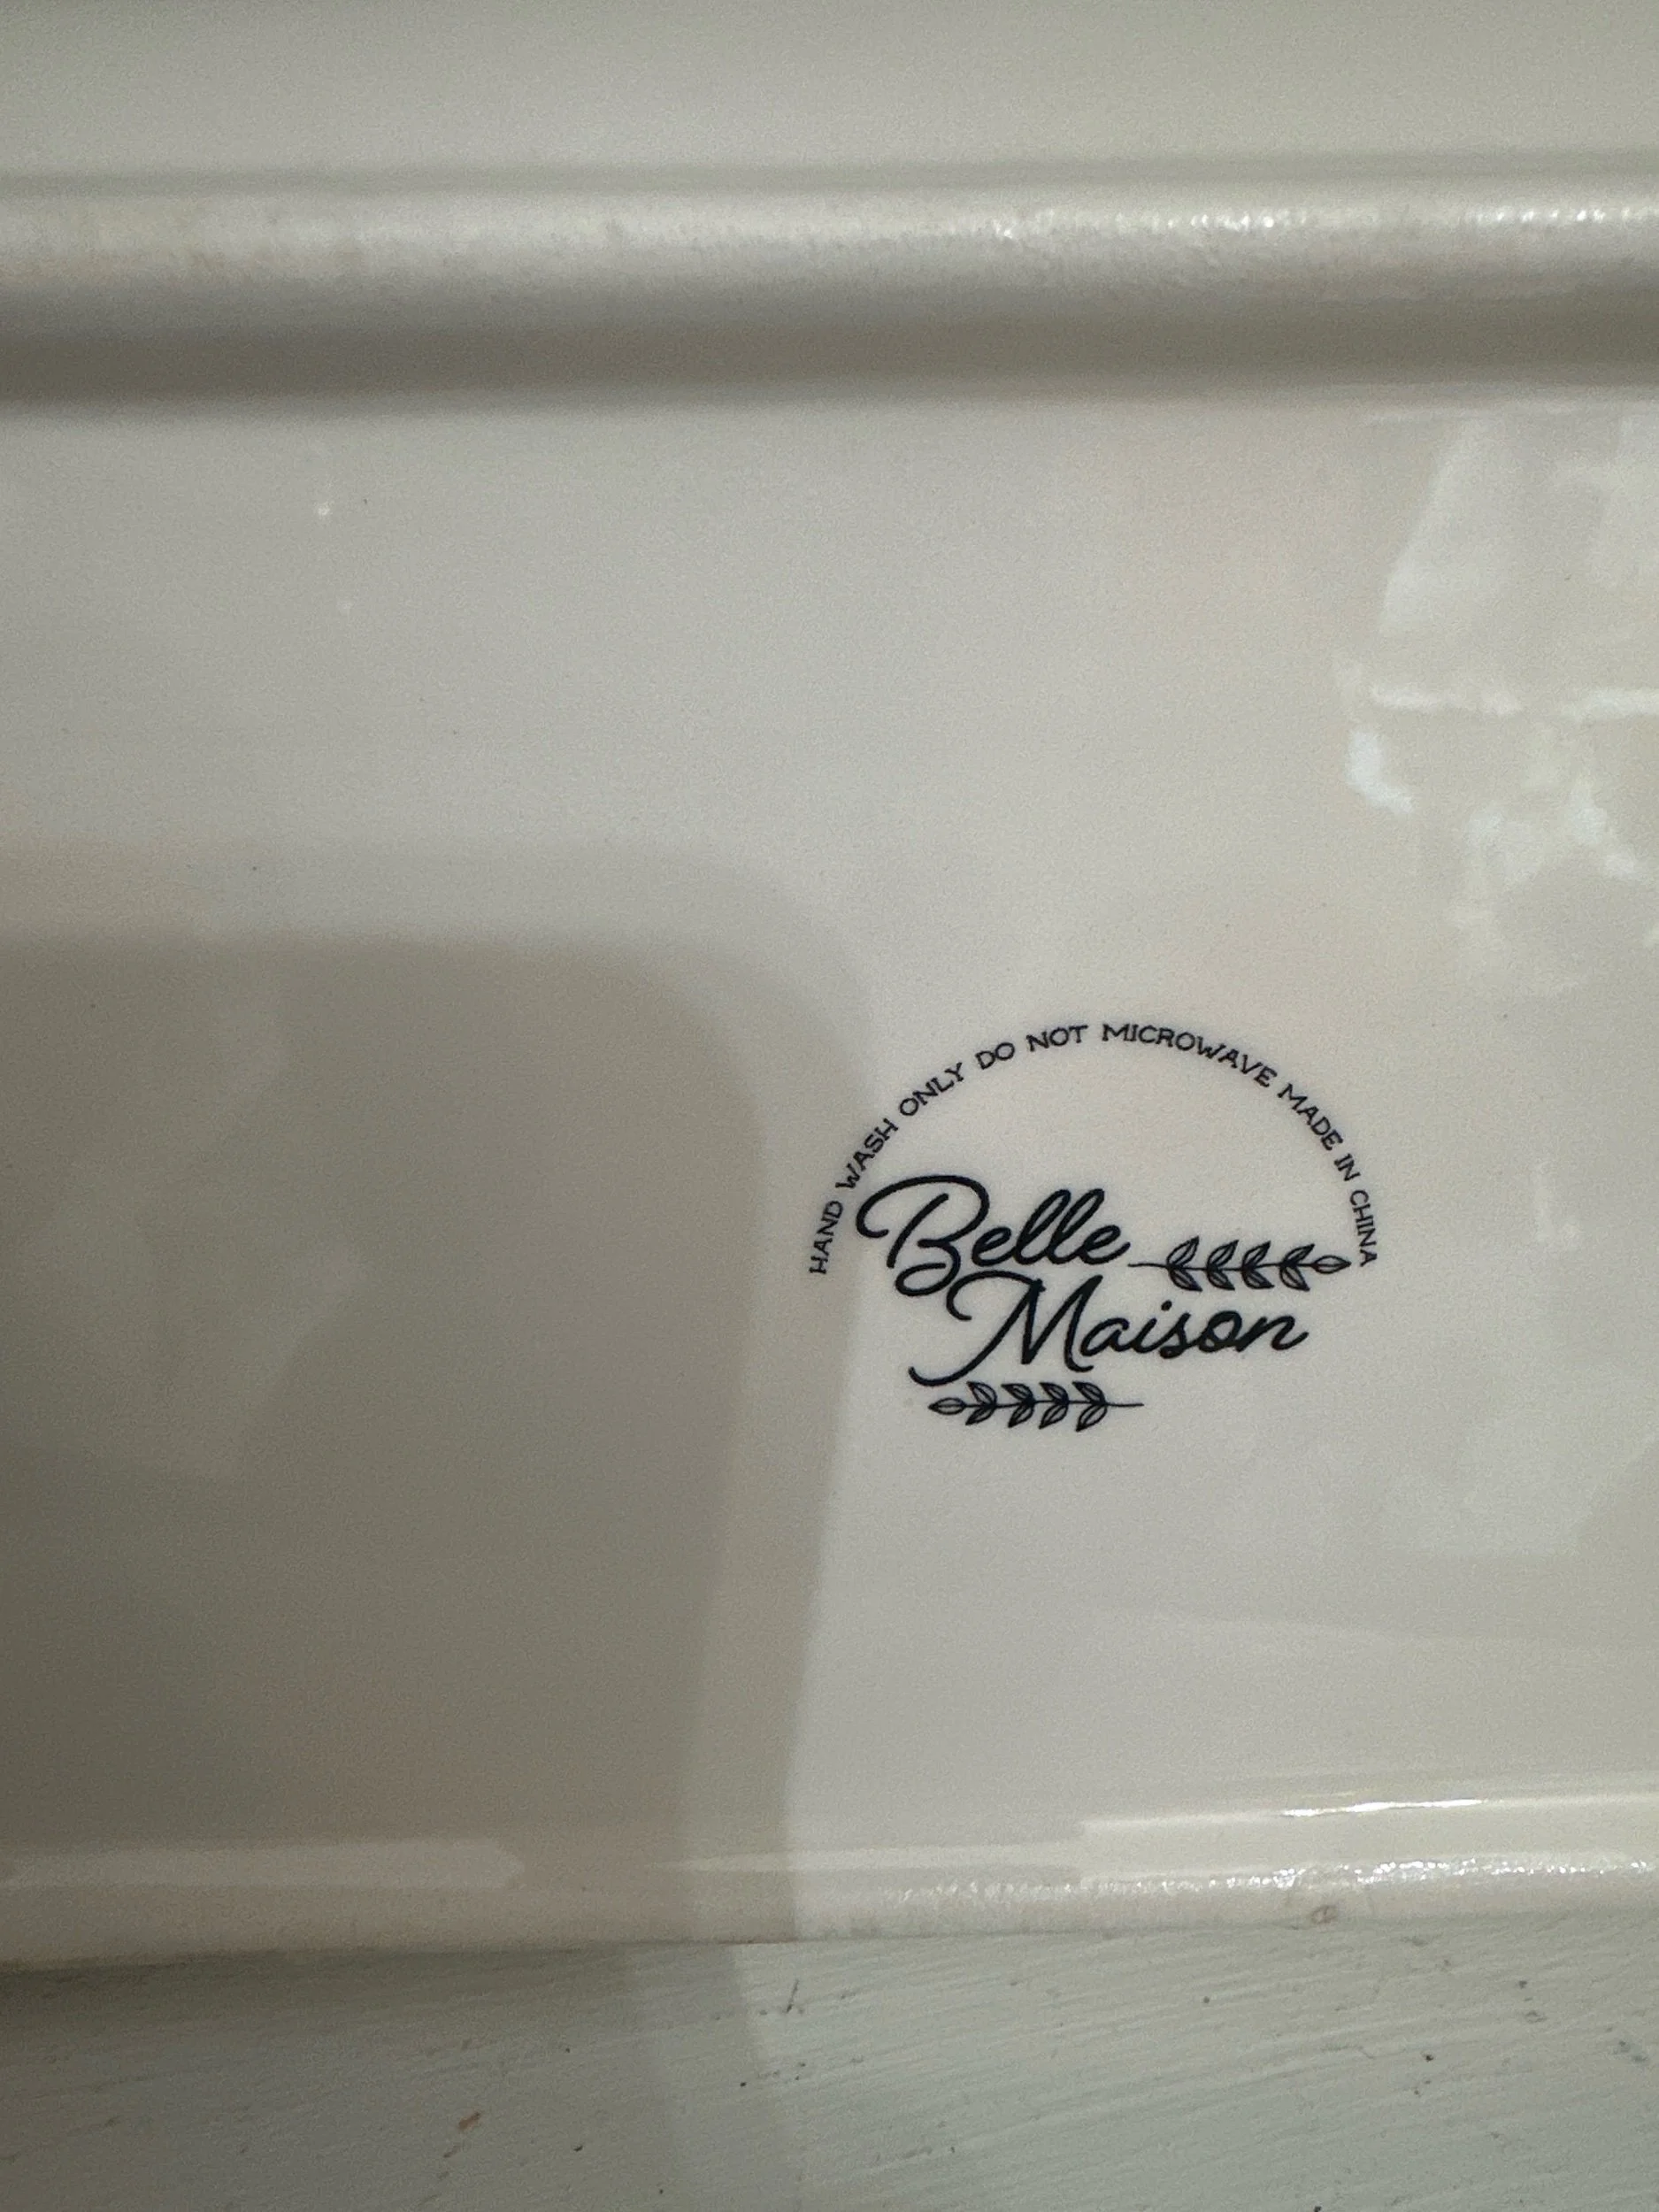 HAND WASH ONLY DO NOT MICROWAVE MADE IN CHINA
Belle
Maison